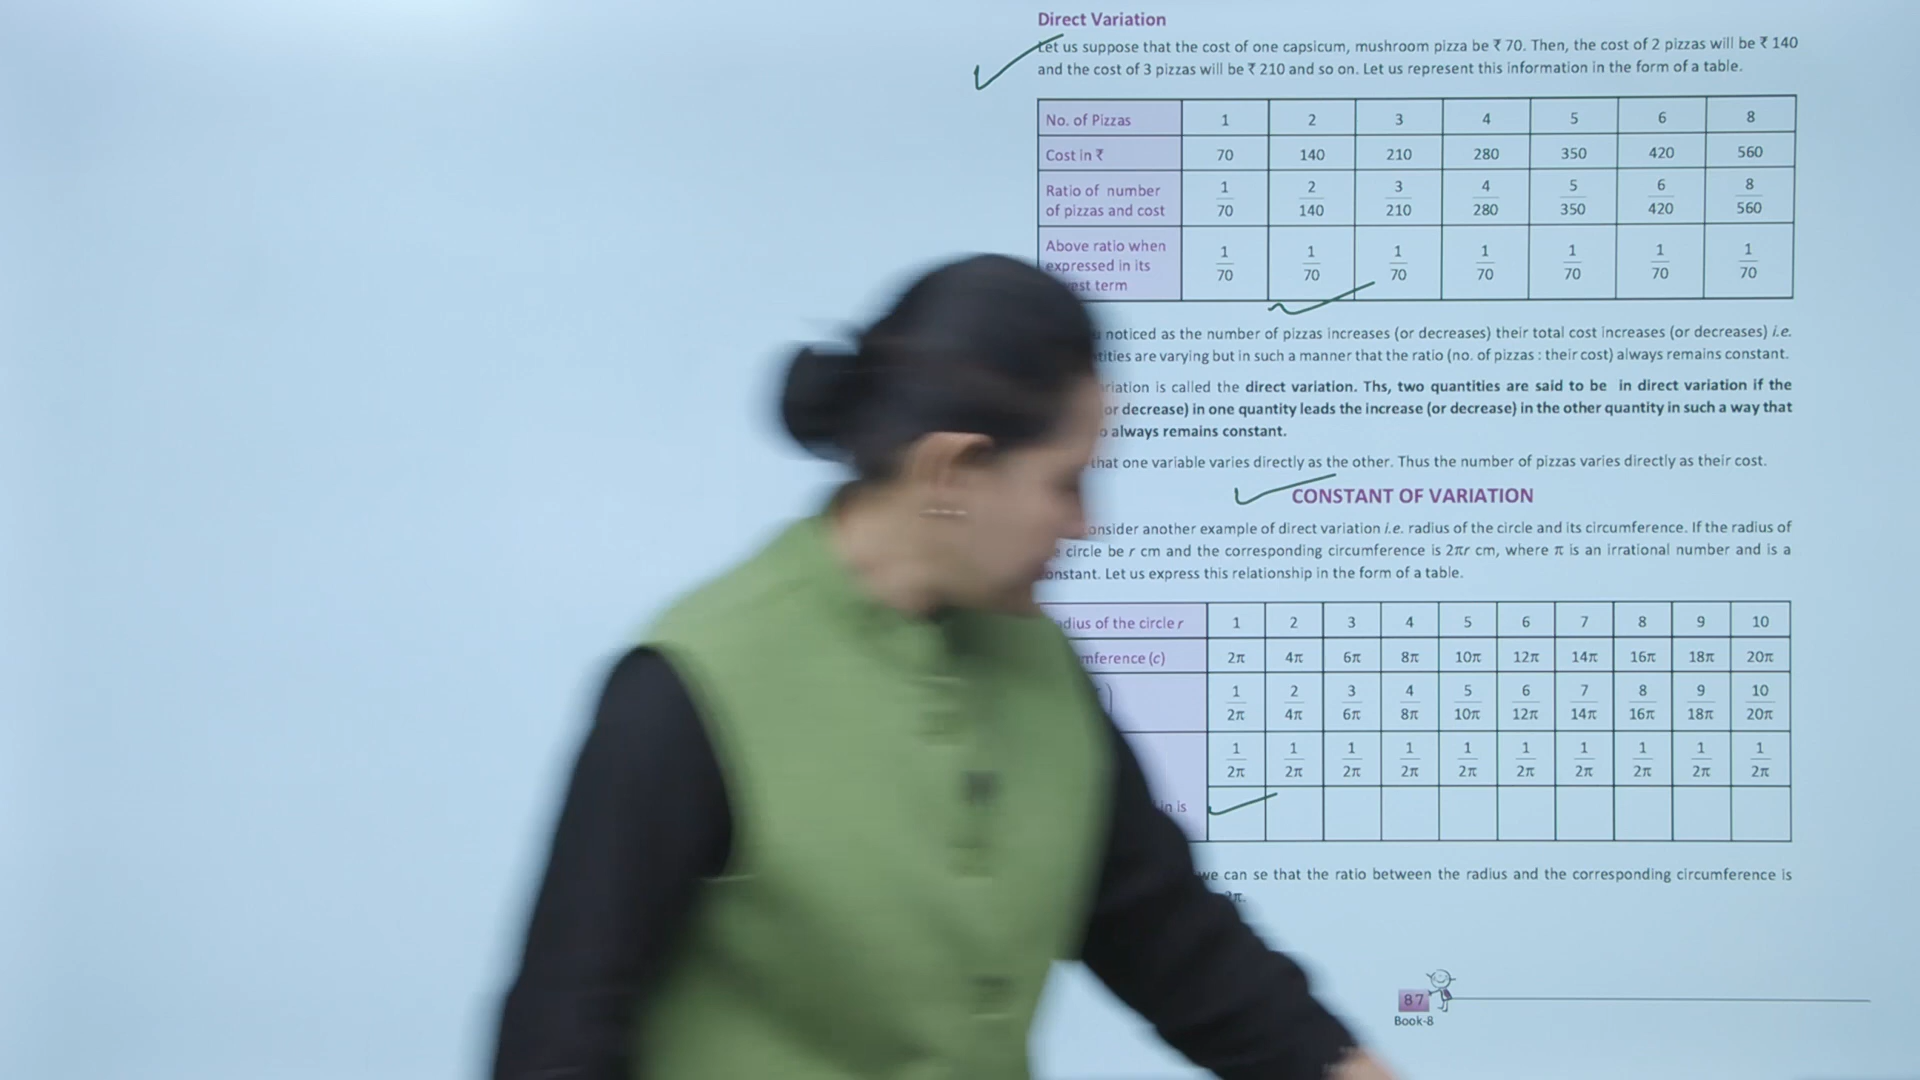 Direct Variation
Let us suppose that the cost of one capsicum, mushroom pizza be ₹ 70. Then, the cost of 2 pizzas will be ₹ 140
and the cost of 3 pizzas will be ₹ 210 and so on. Let us represent this information in the form of a table.
No. of Pizzas 1 2 3 4 5 6 8
Cost in ₹ 70 140 210 280 350 420 560
Ratio of number of pizzas and cost 1/70 2/140 3/210 4/280 5/350 6/420 8/560
Above ratio when expressed in its term 1/70 1/70 1/70 1/70 1/70 1/70 1/70
noticed as the number of pizzas increases (or decreases) their total cost increases (or decreases) i.e.
are varying but in such a manner that the ratio (no. of pizzas : their cost) always remains constant.
is called the direct variation. Ths, two quantities are said to be in direct variation if the
or decrease) in one quantity leads the increase (or decrease) in the other quantity in such a way that
always remains constant.
that one variable varies directly as the other. Thus the number of pizzas varies directly as their cost.
CONSTANT OF VARIATION
consider another example of direct variation i.e. radius of the circle and its circumference. If the radius of
circle be r cm and the corresponding circumference is 2πr cm, where π is an irrational number and is a
constant. Let us express this relationship in the form of a table.
of the circle r 1 2 3 4 5 6 7 8 9 10
(c) 2π 4π 6π 8π 10π 12π 14π 16π 18π 20π
1/2π 2/4π 3/6π 4/8π 5/10π 6/12π 7/14π 8/16π 9/18π 10/20π
1/2π 1/2π 1/2π 1/2π 1/2π 1/2π 1/2π 1/2π 1/2π 1/2π
is
we can se that the ratio between the radius and the corresponding circumference is
2π.
87
Book-8